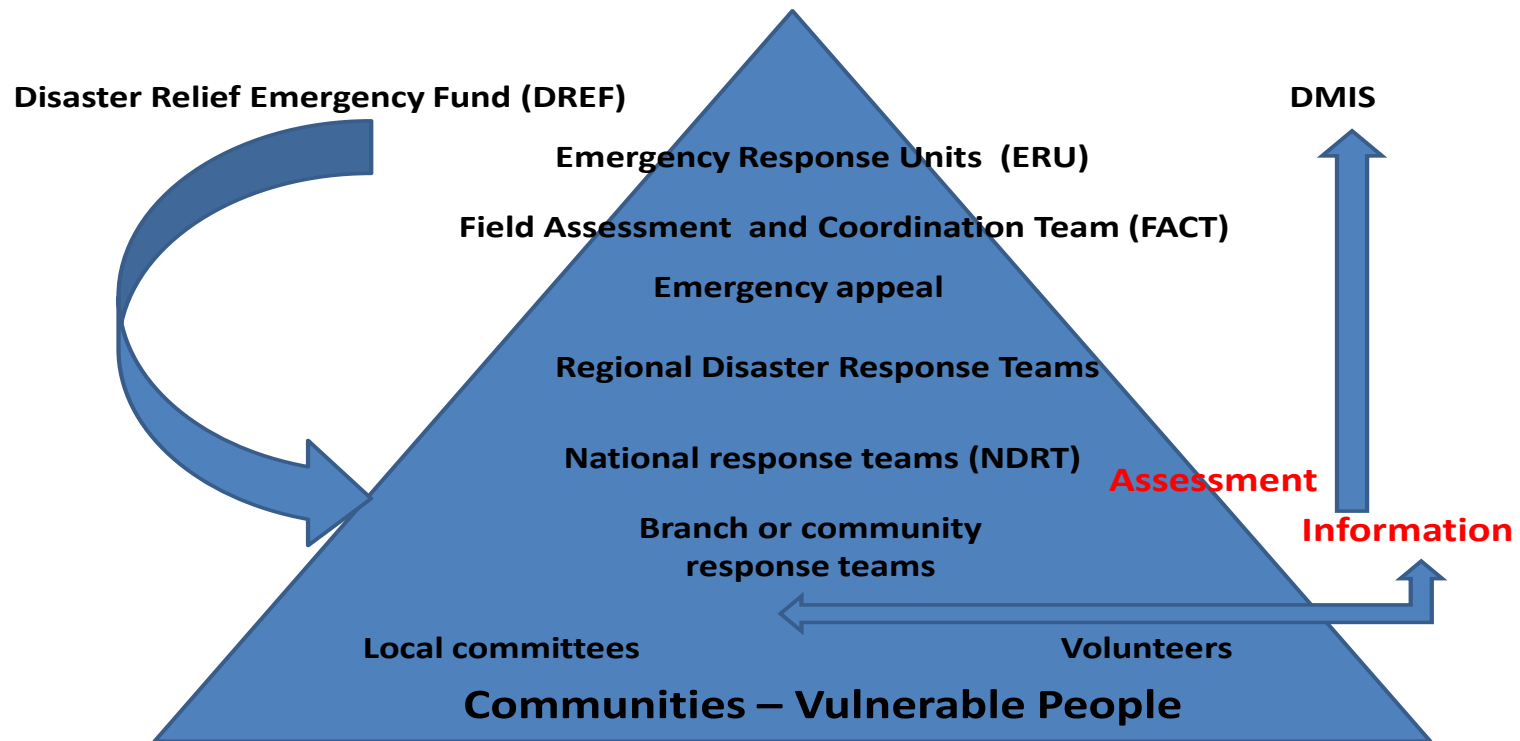 Disaster Relief Emergency Fund (DREF)
DMIS
Emergency Response Units (ERU)
Field Assessment and Coordination Team (FACT)
Emergency appeal
Regional Disaster Response Teams
National response teams (NDRT)
Assessment
Information
Branch or community
response teams
Local committees
Volunteers
Communities – Vulnerable People